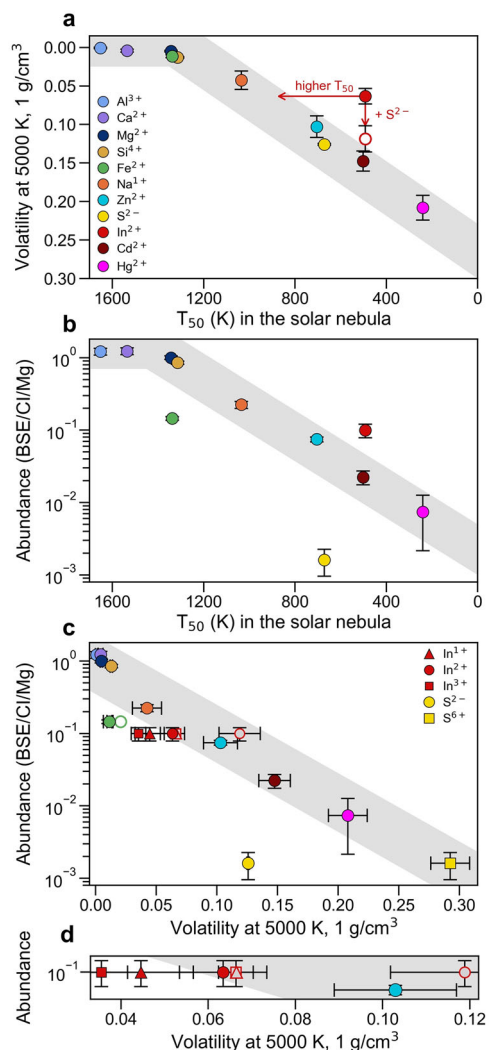 a
Volatility at 5000 K, 1 g/cm³
0.00
0.05
0.10
0.15
0.20
0.25
0.30
higher T₅₀
+ S²⁻
Al³⁺
Ca²⁺
Mg²⁺
Si⁴⁺
Fe²⁺
Na¹⁺
Zn²⁺
S²⁻
In²⁺
Cd²⁺
Hg²⁺
1600 1200 800 400 0
T₅₀ (K) in the solar nebula
b
Abundance (BSE/CI/Mg)
10⁰
10⁻¹
10⁻²
10⁻³
1600 1200 800 400 0
T₅₀ (K) in the solar nebula
c
Abundance (BSE/CI/Mg)
10⁰
10⁻¹
10⁻²
10⁻³
In¹⁺
In²⁺
In³⁺
S²⁻
S⁶⁺
0.00 0.05 0.10 0.15 0.20 0.25 0.30
Volatility at 5000 K, 1 g/cm³
d
Abundance
10⁻¹
0.04 0.06 0.08 0.10 0.12
Volatility at 5000 K, 1 g/cm³